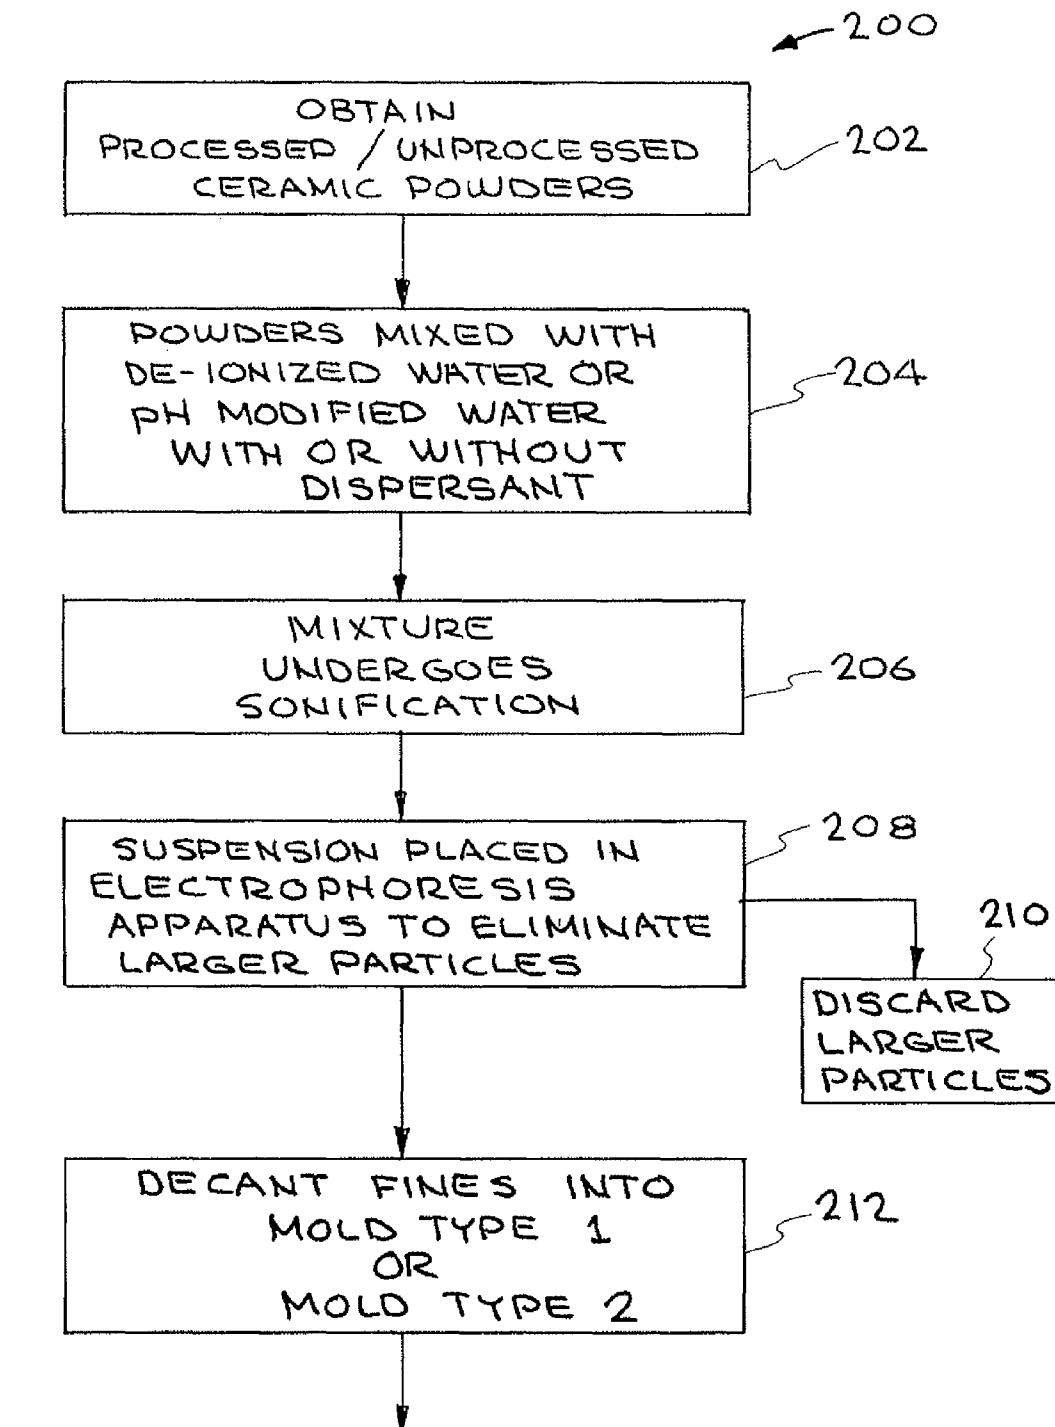 200
OBTAIN
PROCESSED / UNPROCESSED
CERAMIC POWDERS
202
POWDERS MIXED WITH
DE-IONIZED WATER OR
pH MODIFIED WATER
WITH OR WITHOUT
DISPERSANT
204
MIXTURE
UNDERGOES
SONIFICATION
206
SUSPENSION PLACED IN
ELECTROPHORESIS
APPARATUS TO ELIMINATE
LARGER PARTICLES
208
210
DISCARD
LARGER
PARTICLES
DECANT FINES INTO
MOLD TYPE 1
OR
MOLD TYPE 2
212